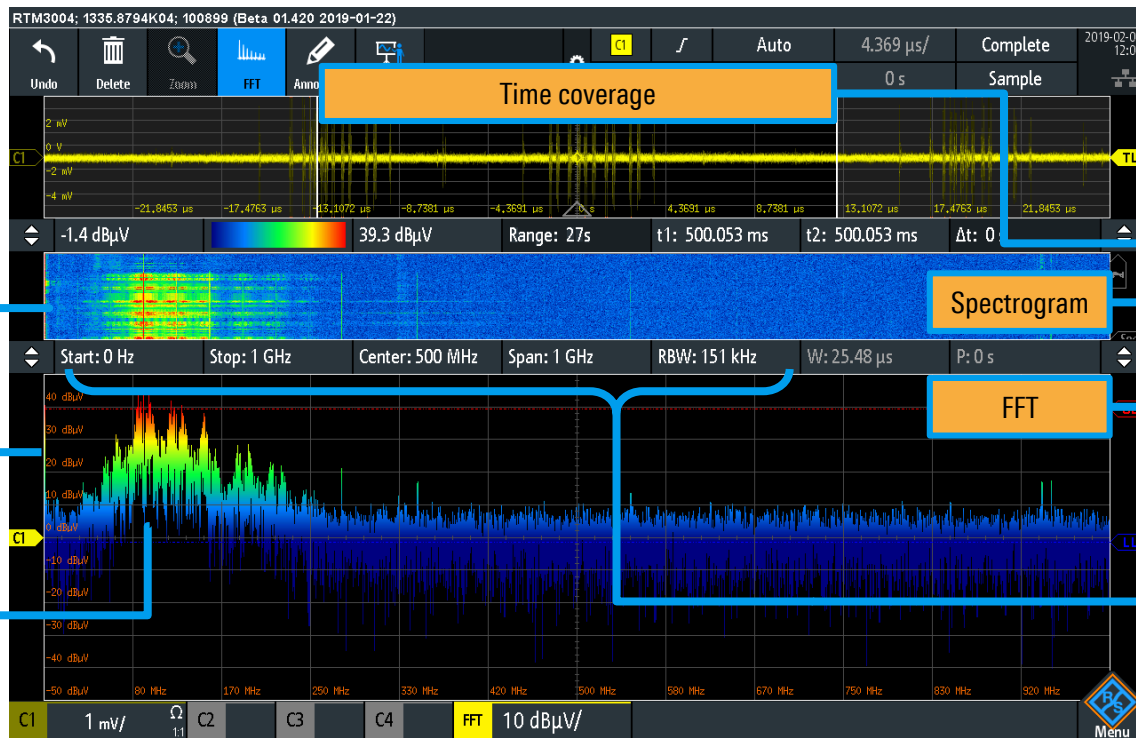 RTM3004; 1335.8794K04; 100899 (Beta 01.420 2019-01-22)
Undo Delete Zoom FFT C1 Auto 4.369 µs/ Complete
0 s Sample
Time coverage
2 mV
0 V
-2 mV
-4 mV
C1
TL
-21,8453 µs -17,4763 µs -13,1072 µs -8,7381 µs -4,3691 µs 0 s 4,3691 µs 8,7381 µs 13,1072 µs 17,4763 µs 21,8453 µs
-1.4 dBµV 39.3 dBµV Range: 27s t1: 500.053 ms t2: 500.053 ms Δt: 0
Spectrogram
Start: 0 Hz Stop: 1 GHz Center: 500 MHz Span: 1 GHz RBW: 151 kHz W: 25.48 µs P: 0 s
FFT
40 dBµV
30 dBµV
20 dBµV
10 dBµV
0 dBµV
C1
LL
-10 dBµV
-20 dBµV
-30 dBµV
-40 dBµV
-50 dBµV 80 MHz 170 MHz 250 MHz 330 MHz 420 MHz 500 MHz 580 MHz 670 MHz 750 MHz 830 MHz 920 MHz
C1 1 mV/ Ω 1:1 C2 C3 C4 FFT 10 dBµV/ R&S Menu